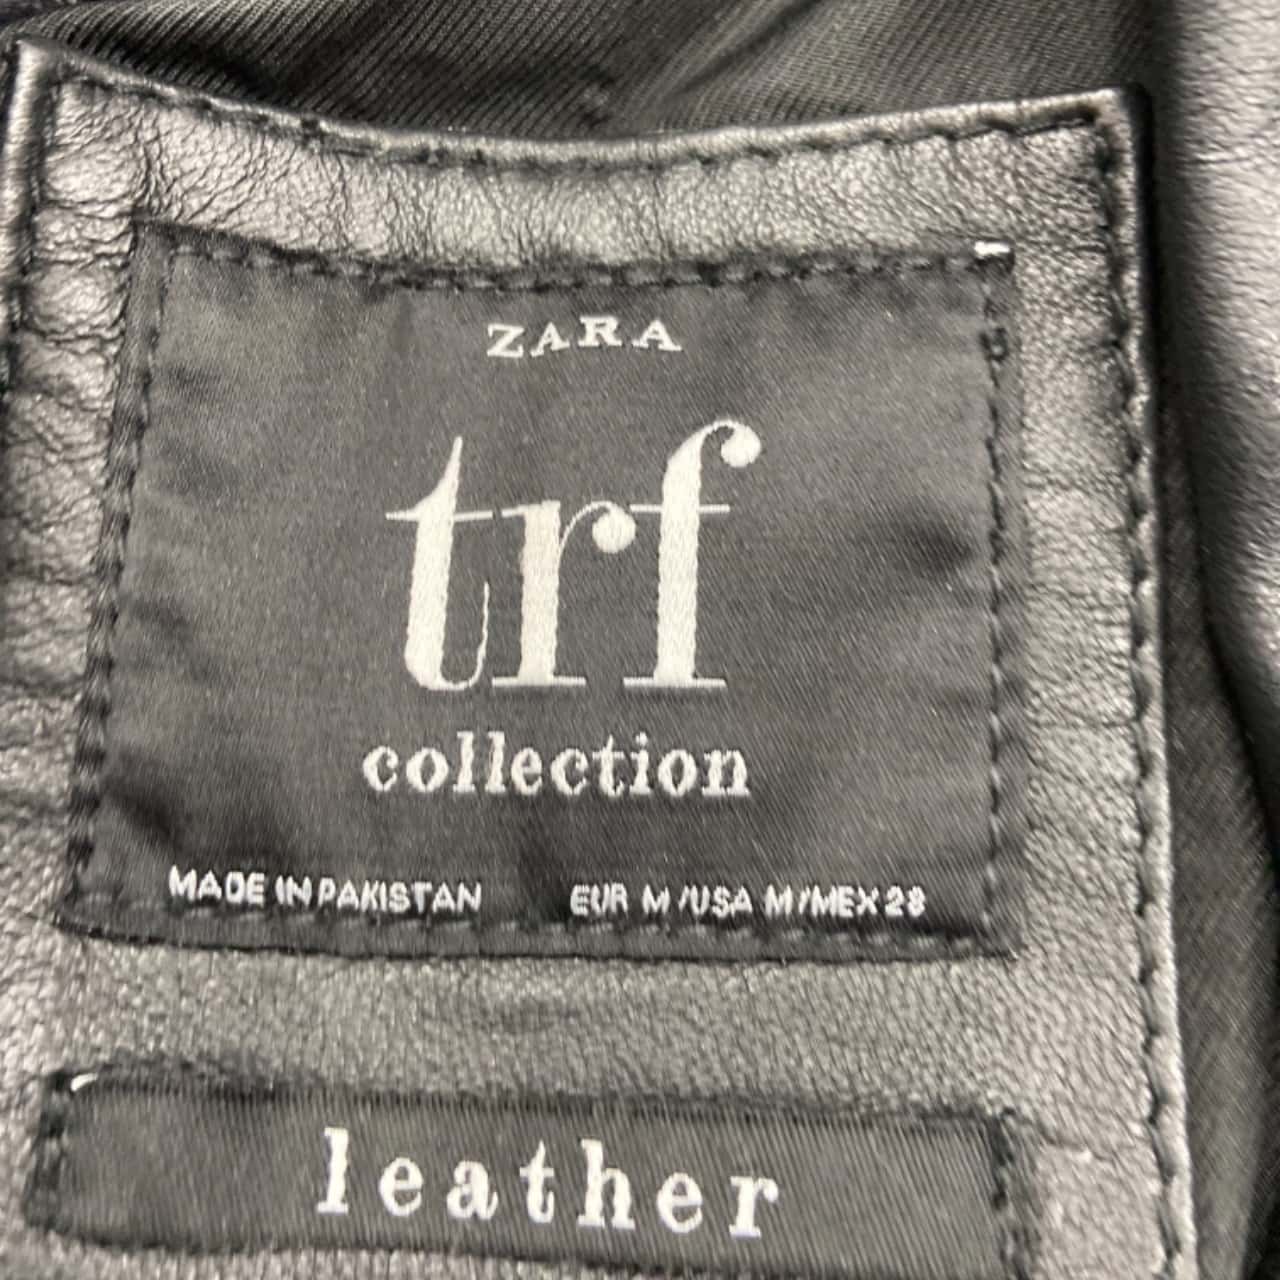 ZARA
trf
collection
MADE IN PAKISTAN EUR M/USA M/MEX 28
leather